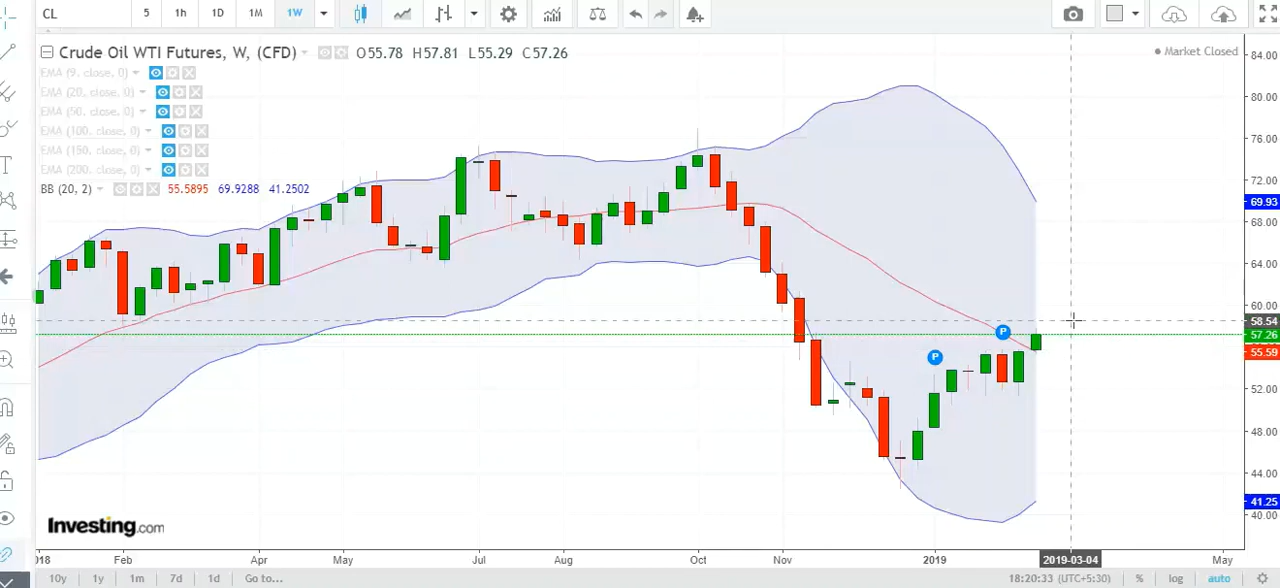 CL 5 1h 1D 1M 1W
Crude Oil WTI Futures, W, (CFD) O55.78 H57.81 L55.29 C57.26
Market Closed
EMA (9, close, 0)
EMA (20, close, 0)
EMA (50, close, 0)
EMA (100, close, 0)
EMA (150, close, 0)
EMA (200, close, 0)
BB (20, 2) 55.5895 69.9288 41.2502
84.00
80.00
76.00
72.00
69.93
68.00
64.00
60.00
58.54
57.26
55.59
52.00
48.00
44.00
41.25
40.00
P
P
Investing.com
018 Feb Apr May Jul Aug Oct Nov 2019 2019-03-04 May
10y 1y 1m 7d 1d Go to... 18:20:33 (UTC+5:30) % log auto